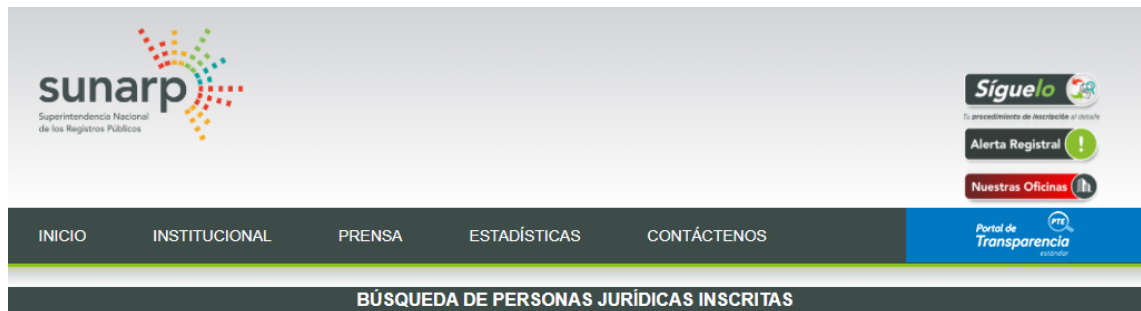 sunarp
Superintendencia Nacional
de los Registros Públicos
Síguelo
Tu procedimiento de inscripción al detalle
Alerta Registral !
Nuestras Oficinas
INICIO INSTITUCIONAL PRENSA ESTADÍSTICAS CONTÁCTENOS
Portal de PTE
Transparencia
estándar
BÚSQUEDA DE PERSONAS JURÍDICAS INSCRITAS